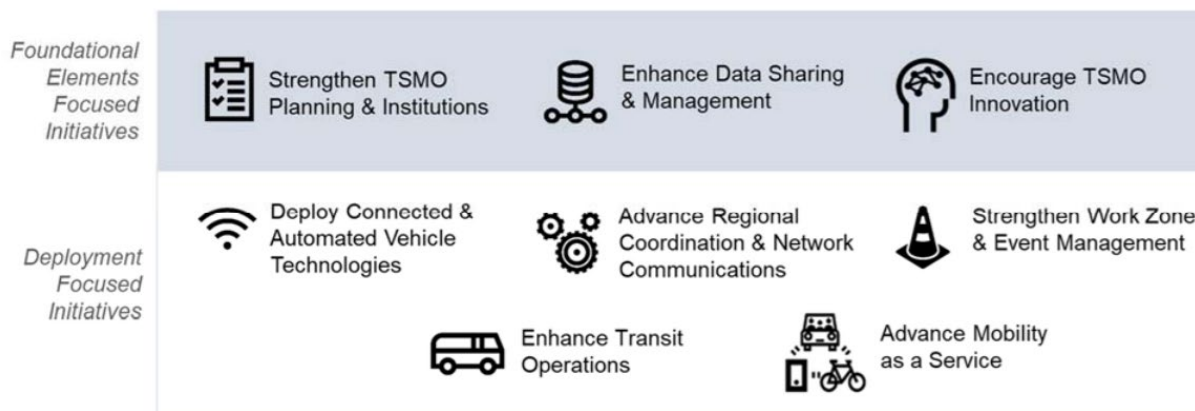 Foundational
Elements
Focused
Initiatives
Strengthen TSMO
Planning & Institutions
Enhance Data Sharing
& Management
Encourage TSMO
Innovation
Deployment
Focused
Initiatives
Deploy Connected &
Automated Vehicle
Technologies
Advance Regional
Coordination & Network
Communications
Strengthen Work Zone
& Event Management
Enhance Transit
Operations
Advance Mobility
as a Service